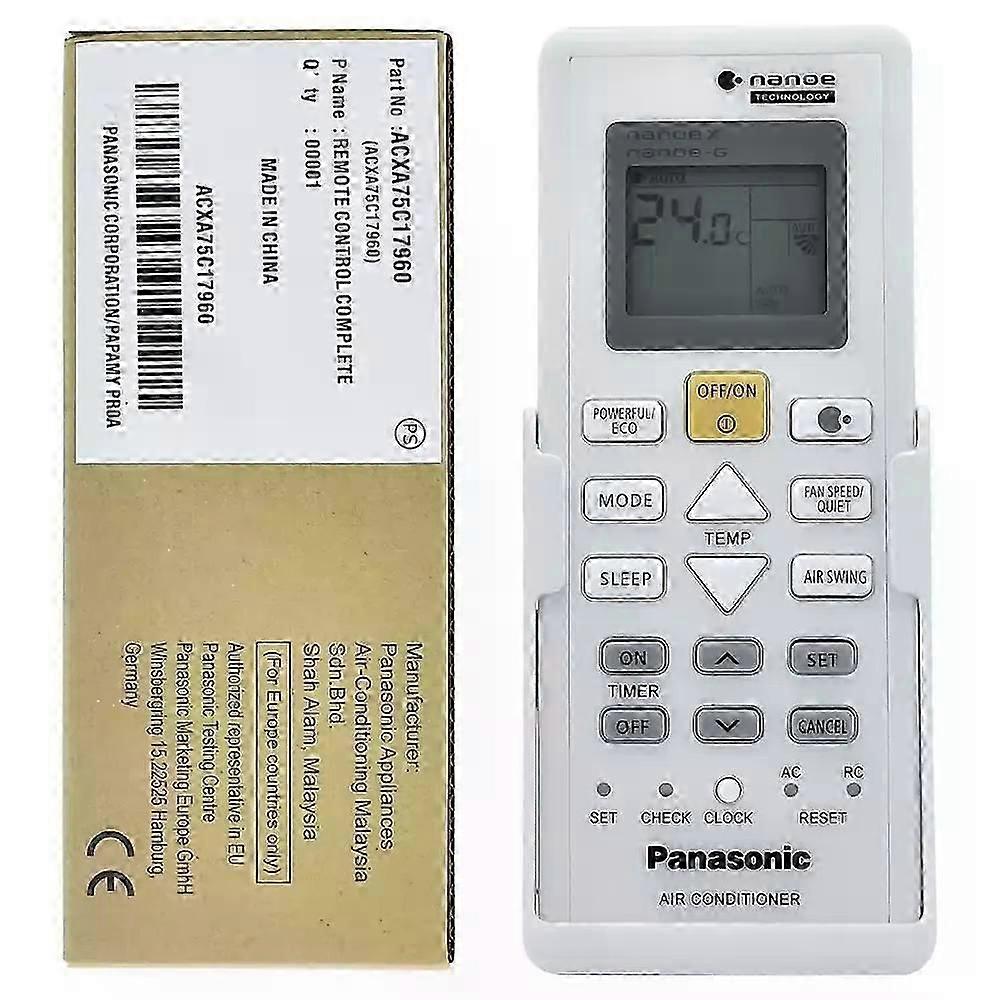 Part No :ACXA75C17960
(ACXA75C17960)
P'Name :REMOTE CONTROL COMPLETE
Q'ty :00001
MADE IN CHINA
ACXA75C17960
PANASONIC CORPORATION/PAPAMY PRDA
PS
Manufacturer:
Panasonic Appliances
Air-Conditioning Malaysia
Sdn.Bhd.
Shah Alam, Malaysia
(For Europe countries only)
Authorized representative in EU
Panasonic Testing Centre
Panasonic Marketing Europe GmbH
Winsbergring 15,22525 Hamburg,
Germany
CE
nanoe
TECHNOLOGY
nanoe X
nanoe-G
AUTO
24.0°C
AUTO
AUTO
OFF/ON
POWERFUL/
ECO
MODE
FAN SPEED/
QUIET
TEMP
SLEEP
AIR SWING
ON
SET
TIMER
OFF
CANCEL
AC
RC
SET
CHECK
CLOCK
RESET
Panasonic
AIR CONDITIONER